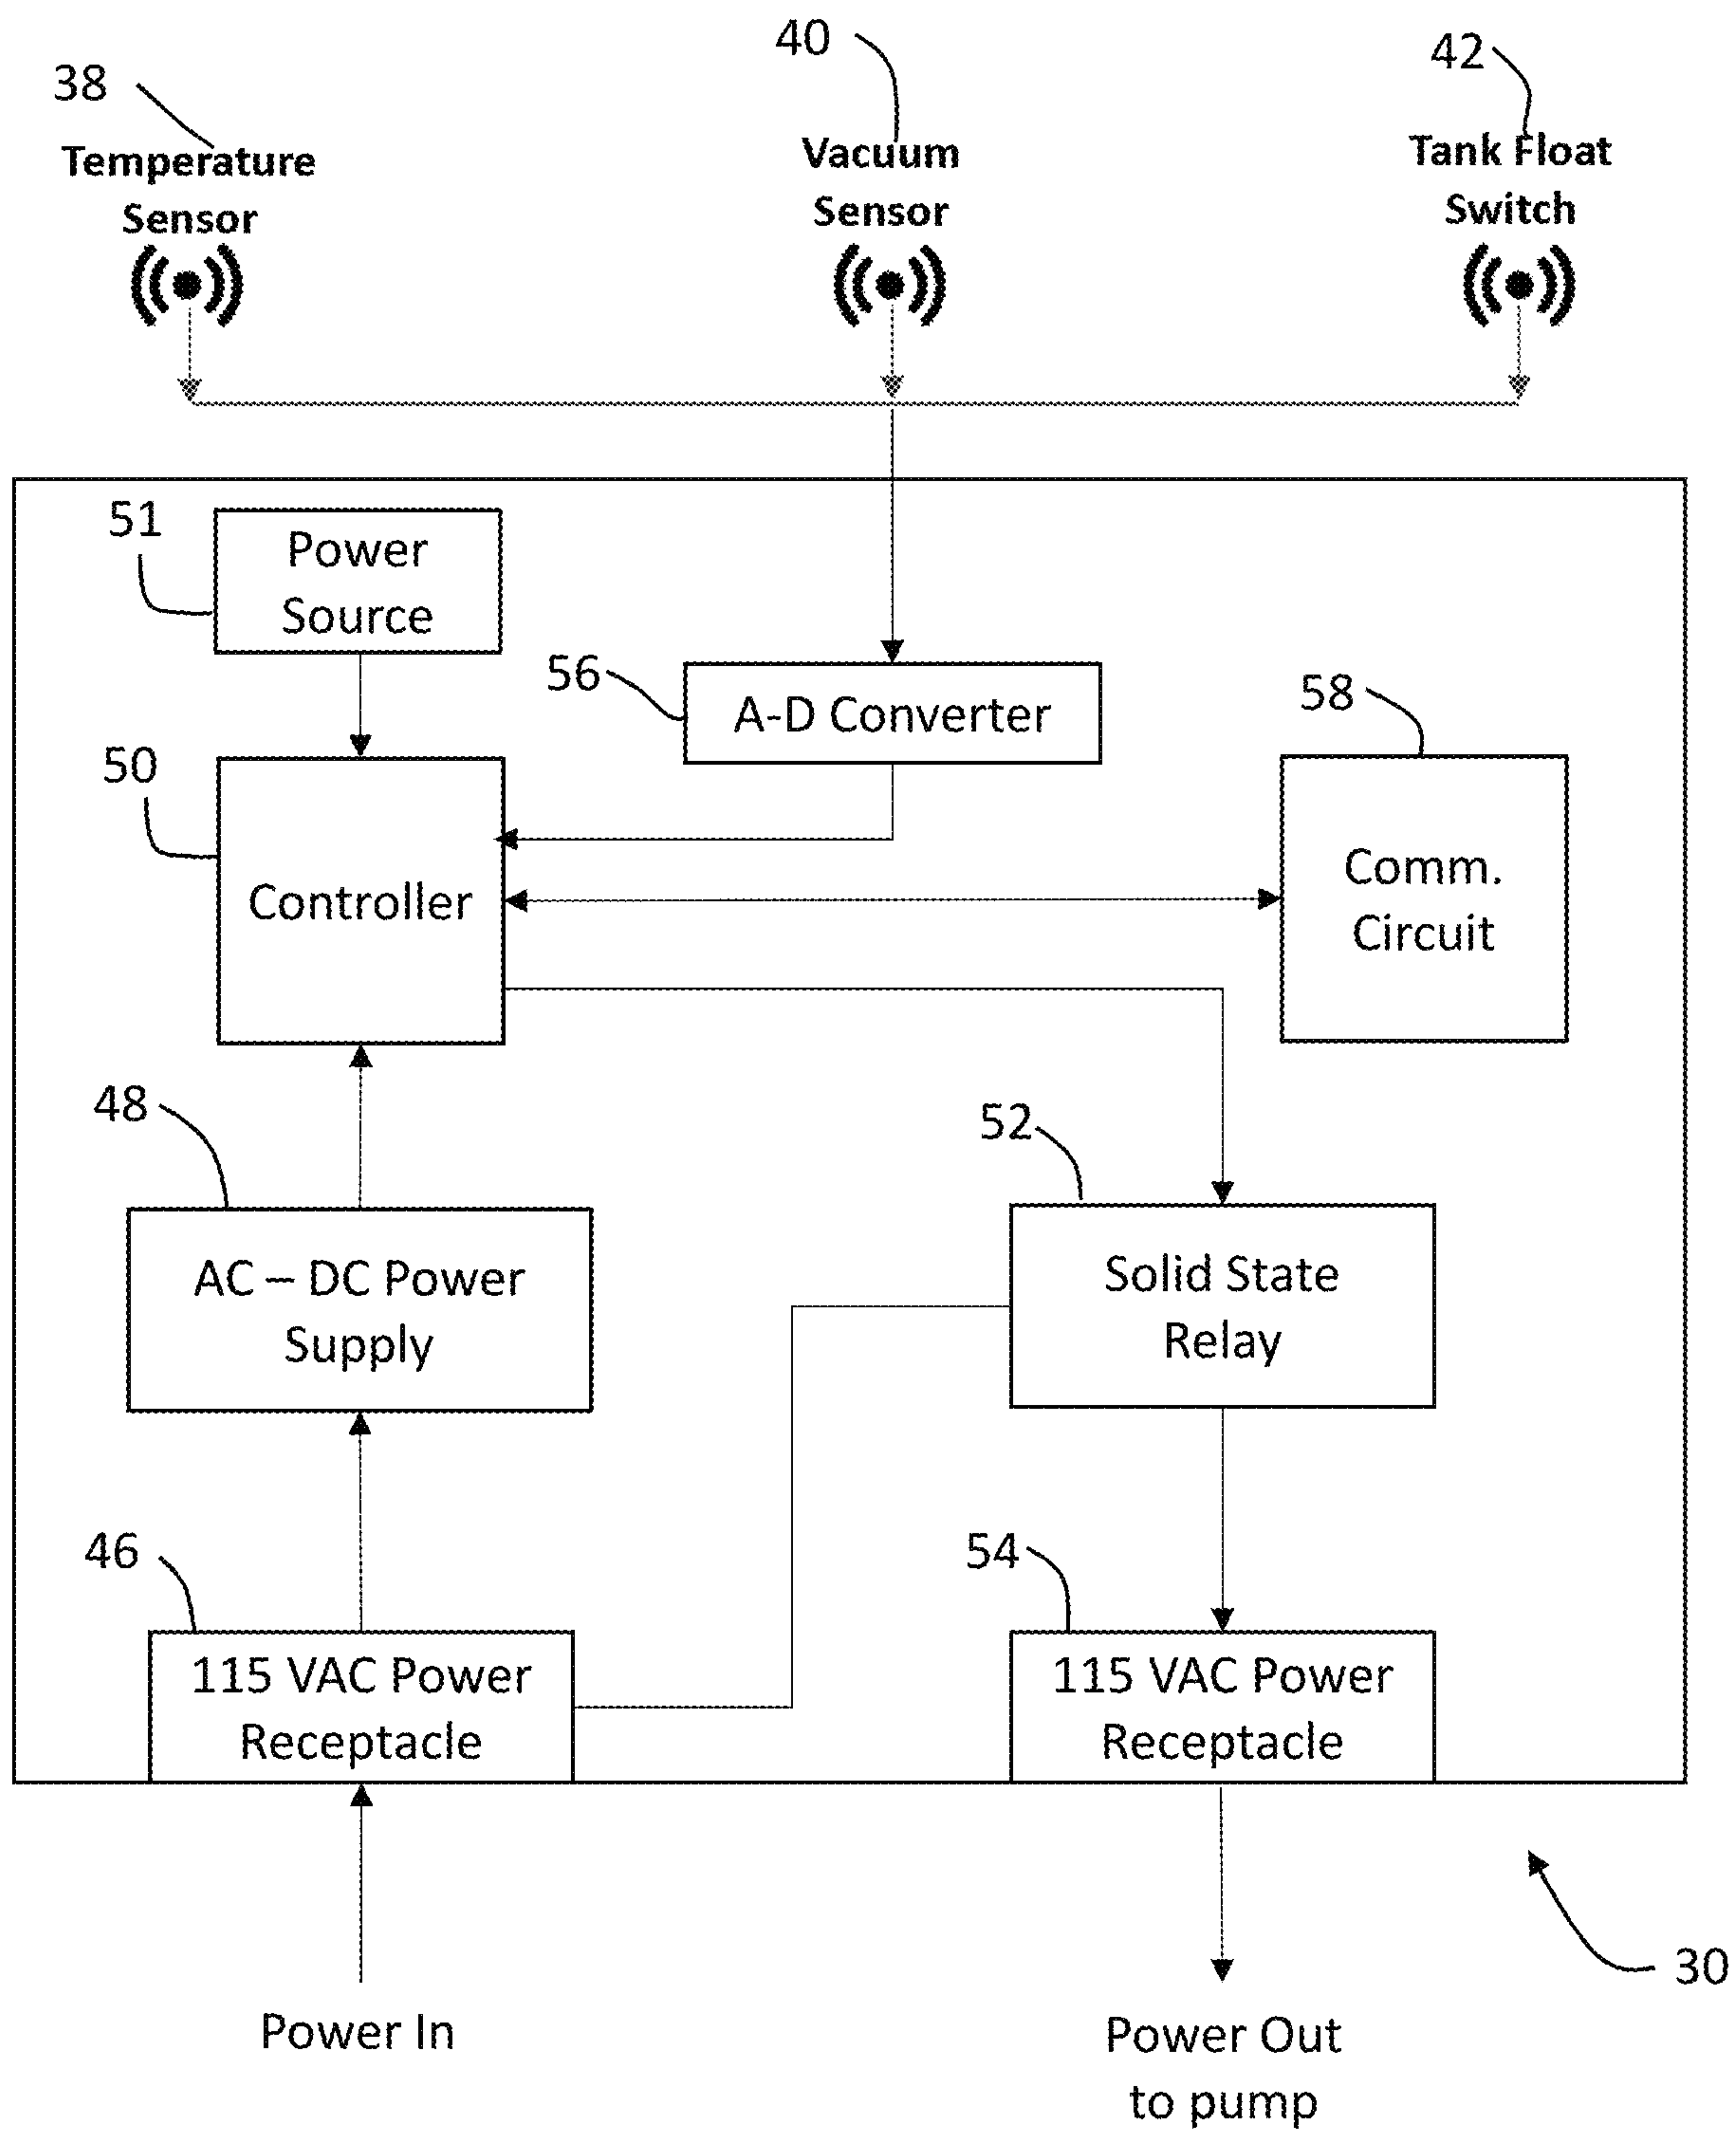 38
40
42
Temperature
Sensor
Vacuum
Sensor
Tank Float
Switch
51
Power
Source
56
A-D Converter
58
50
Controller
Comm.
Circuit
48
AC – DC Power
Supply
52
Solid State
Relay
46
115 VAC Power
Receptacle
54
115 VAC Power
Receptacle
30
Power In
Power Out
to pump